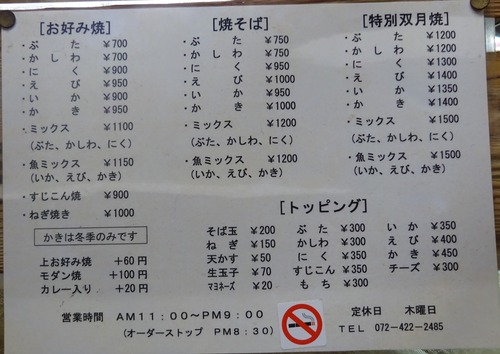 [お好み焼]
・ぶた ¥700
・かしわ ¥700
・にく ¥900
・えび ¥950
・いか ¥900
・かき ¥950
・ミックス ¥1100
(ぶた、かしわ、にく)
・魚ミックス ¥1150
(いか、えび、かき)
・すじこん焼 ¥900
・ねぎ焼き ¥1000
かきは冬季のみです
上お好み焼 +60円
モダン焼 +100円
カレー入り +20円
[焼そば]
・ぶた ¥750
・かしわ ¥750
・にく ¥950
・えび ¥1000
・いか ¥950
・かき ¥1000
・ミックス ¥1200
(ぶた、かしわ、にく)
・魚ミックス ¥1200
(いか、えび、かき)
[特別双月焼]
・ぶた ¥1200
・かしわ ¥1200
・にく ¥1300
・えび ¥1400
・いか ¥1350
・かき ¥1400
・ミックス ¥1500
(ぶた、かしわ、にく)
・魚ミックス ¥1500
(いか、えび、かき)
[トッピング]
そば玉 ¥200 ぶた ¥300 いか ¥350
ねぎ ¥150 かしわ ¥300 えび ¥400
天かす ¥50 にく ¥350 かき ¥450
生玉子 ¥70 すじこん ¥350 チーズ ¥300
マヨネーズ ¥20 もち ¥300
営業時間 AM11:00〜PM9:00 定休日 木曜日
(オーダーストップ PM8:30) TEL 072-422-2485